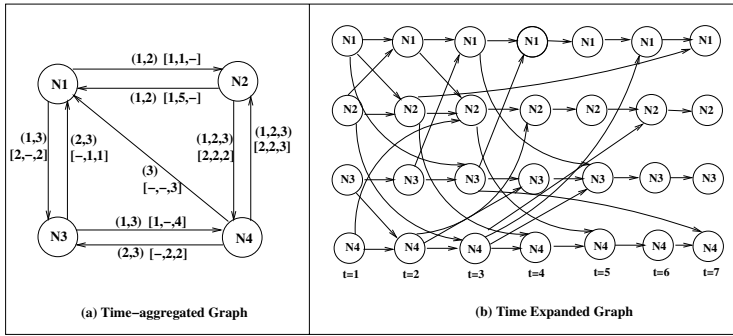 (1,2) [1,1,−]
N1
N2
(1,2) [1,5,−]
(1,3)
[2,−,2]
(2,3)
[−,1,1]
(3)
[−,−,3]
(1,2,3)
[2,2,2]
(1,2,3)
[2,2,3]
N3
(1,3) [1,−,4]
N4
(2,3) [−,2,2]
(a) Time−aggregated Graph
N1 N1 N1 N1 N1 N1 N1
N2 N2 N2 N2 N2 N2 N2
N3 N3 N3 N3 N3 N3 N3
N4 N4 N4 N4 N4 N4 N4
t=1 t=2 t=3 t=4 t=5 t=6 t=7
(b) Time Expanded Graph